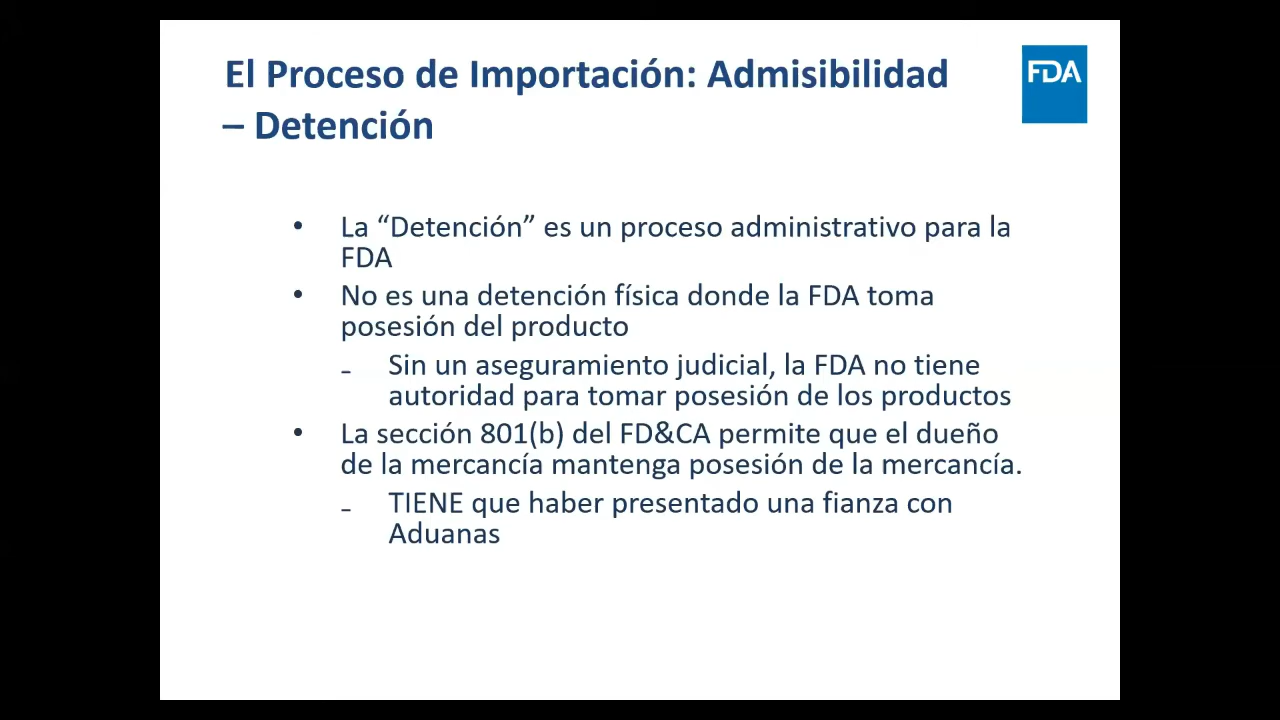 El Proceso de Importación: Admisibilidad
– Detención
FDA
• La “Detención” es un proceso administrativo para la
FDA
• No es una detención física donde la FDA toma
posesión del producto
– Sin un aseguramiento judicial, la FDA no tiene
autoridad para tomar posesión de los productos
• La sección 801(b) del FD&CA permite que el dueño
de la mercancía mantenga posesión de la mercancía.
– TIENE que haber presentado una fianza con
Aduanas